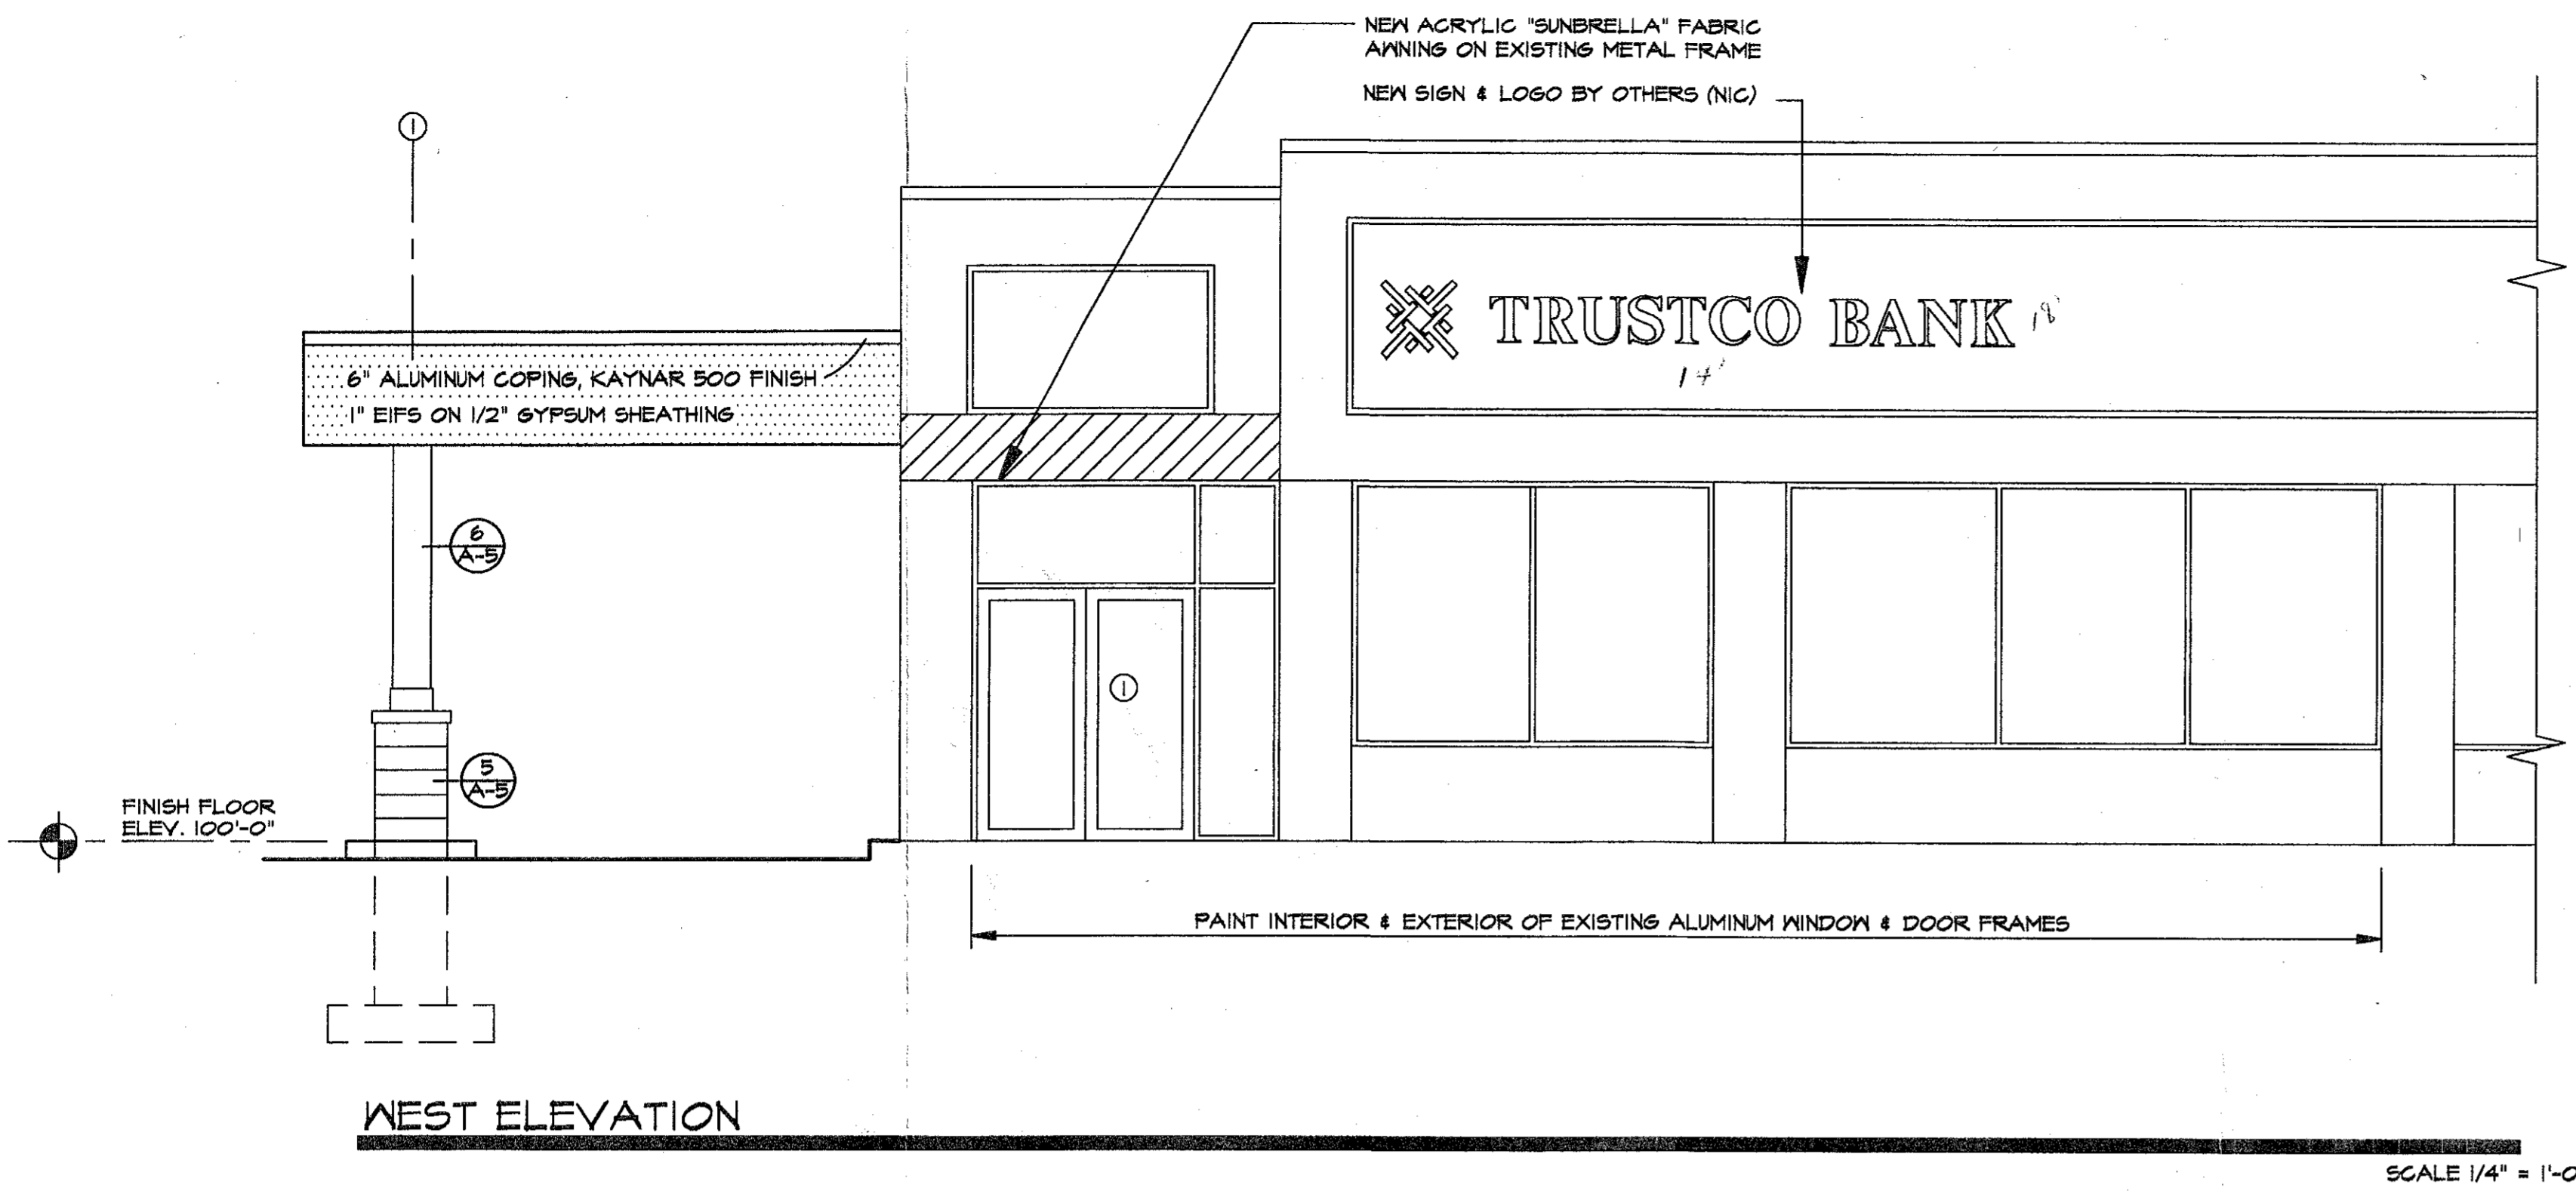 NEW ACRYLIC "SUNBRELLA" FABRIC
AWNING ON EXISTING METAL FRAME
NEW SIGN & LOGO BY OTHERS (NIC)
1
TRUSTCO BANK
18'
14'
6" ALUMINUM COPING, KAYNAR 500 FINISH
1" EIFS ON 1/2" GYPSUM SHEATHING
6
A-5
1
5
A-5
FINISH FLOOR
ELEV. 100'-0"
PAINT INTERIOR & EXTERIOR OF EXISTING ALUMINUM WINDOW & DOOR FRAMES
WEST ELEVATION
SCALE 1/4" = 1'-0